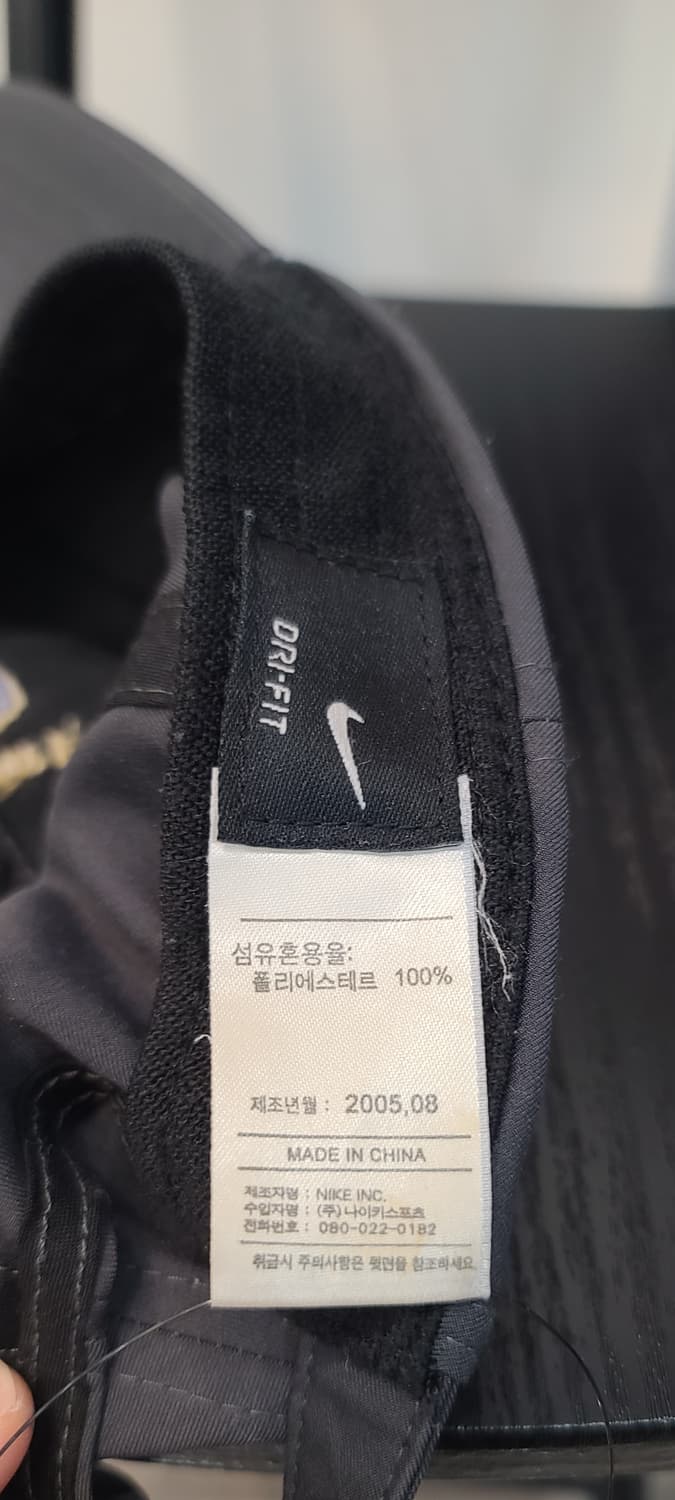 DRI-FIT
섬유혼용율:
폴리에스테르 100%
제조년월 : 2005,08
MADE IN CHINA
제조자명 : NIKE INC.
수입자명 : (주)나이키스포츠
전화번호 : 080-022-0182
취급시 주의사항은 뒷면을 참조하세요